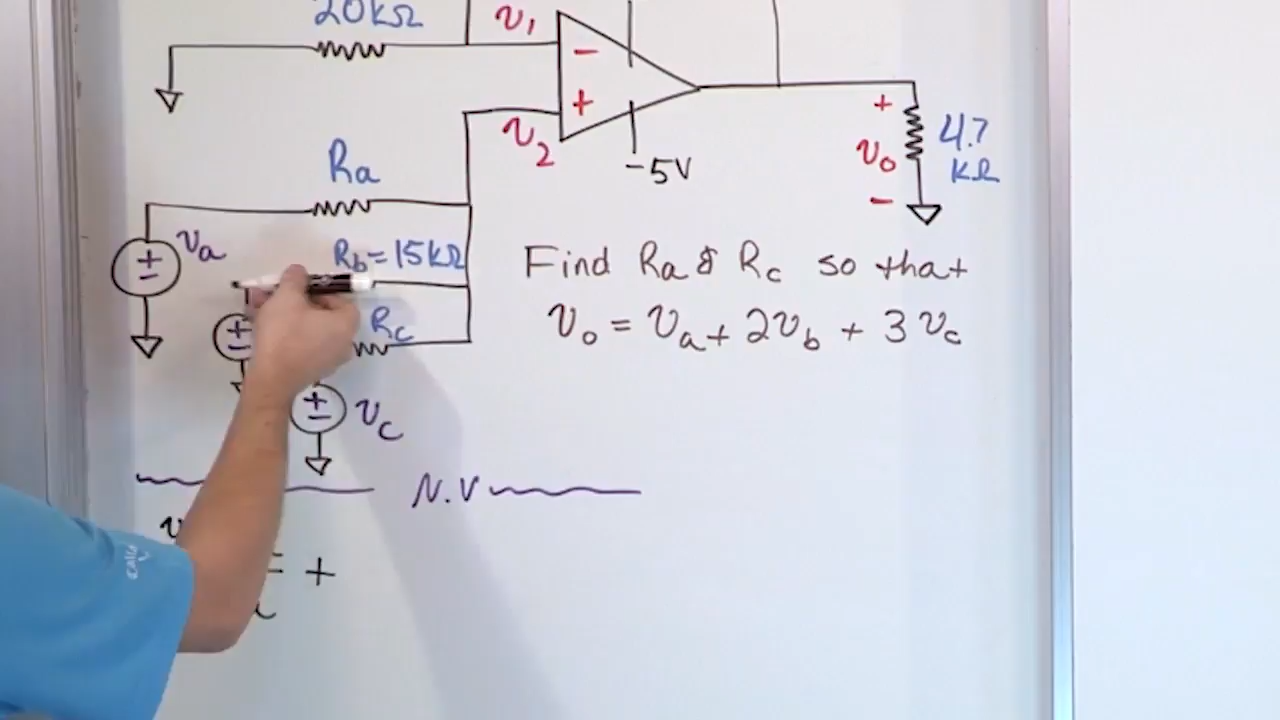 20kΩ
v₁
−
+
v₂
-5V
+
v₀
−
4.7
kΩ
Ra
+
−
va
Rb=15kΩ
+
−
Rc
+
−
vc
Find Ra & Rc so that
v₀ = va + 2vb + 3vc
N.V
+